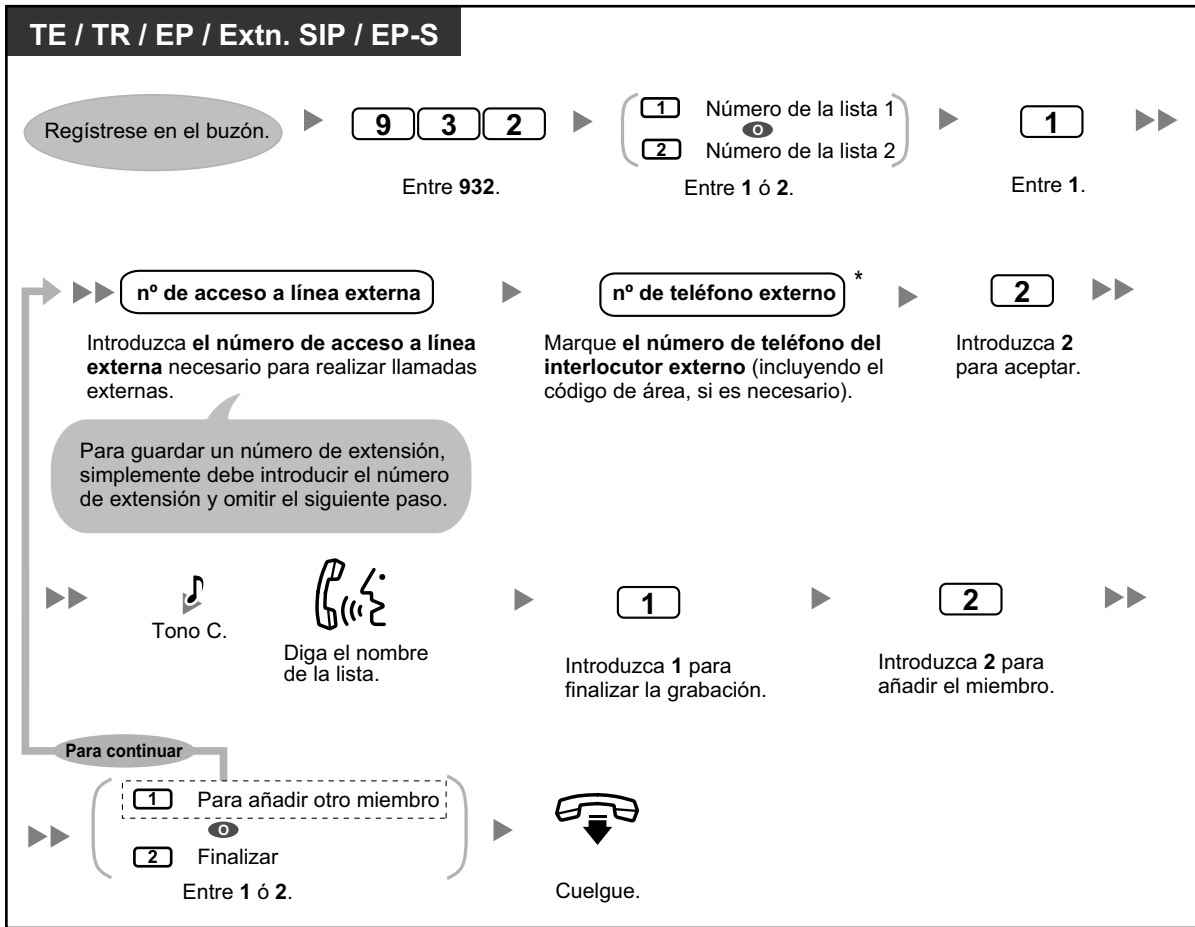 TE / TR / EP / Extn. SIP / EP-S
Regístrese en el buzón.
9 3 2
Entre 932.
1 Número de la lista 1
O
2 Número de la lista 2
Entre 1 ó 2.
1
Entre 1.
nº de acceso a línea externa
Introduzca el número de acceso a línea
externa necesario para realizar llamadas
externas.
Para guardar un número de extensión,
simplemente debe introducir el número
de extensión y omitir el siguiente paso.
nº de teléfono externo *
Marque el número de teléfono del
interlocutor externo (incluyendo el
código de área, si es necesario).
2
Introduzca 2
para aceptar.
Tono C.
Diga el nombre
de la lista.
1
Introduzca 1 para
finalizar la grabación.
2
Introduzca 2 para
añadir el miembro.
Para continuar
1 Para añadir otro miembro
O
2 Finalizar
Entre 1 ó 2.
Cuelgue.